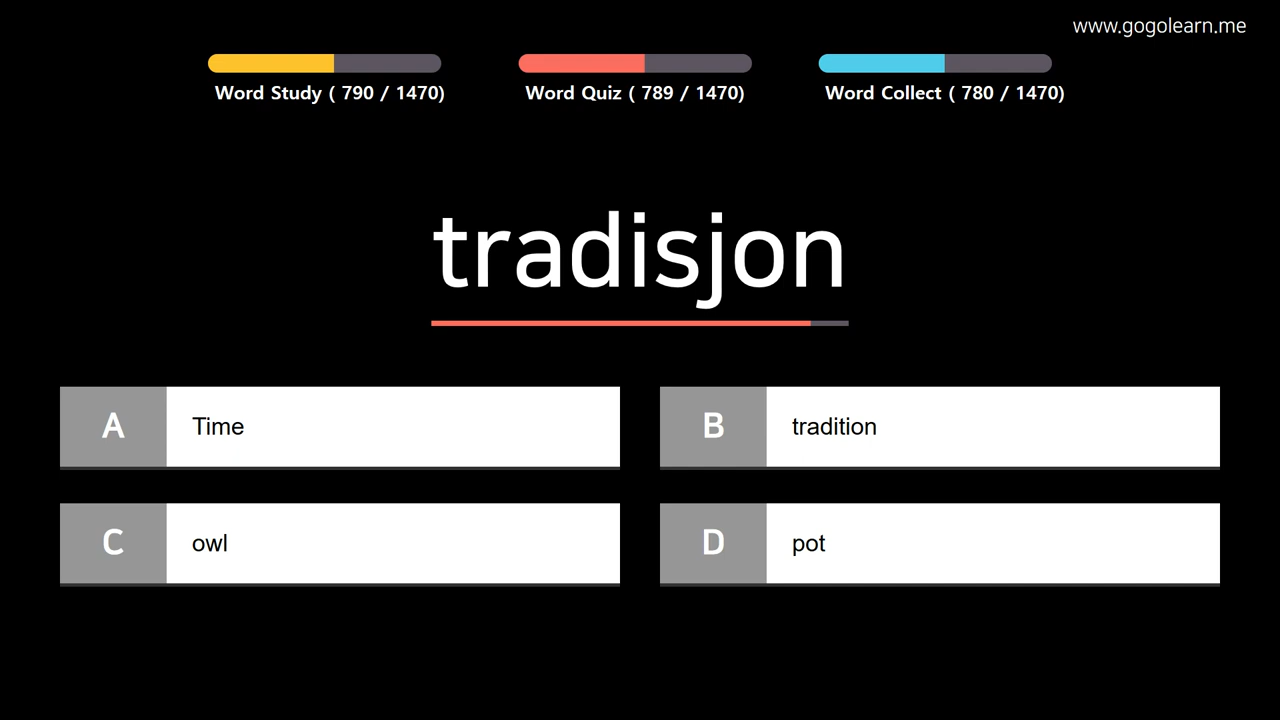 www.gogolearn.me
Word Study ( 790 / 1470)
Word Quiz ( 789 / 1470)
Word Collect ( 780 / 1470)
tradisjon
A Time
B tradition
C owl
D pot